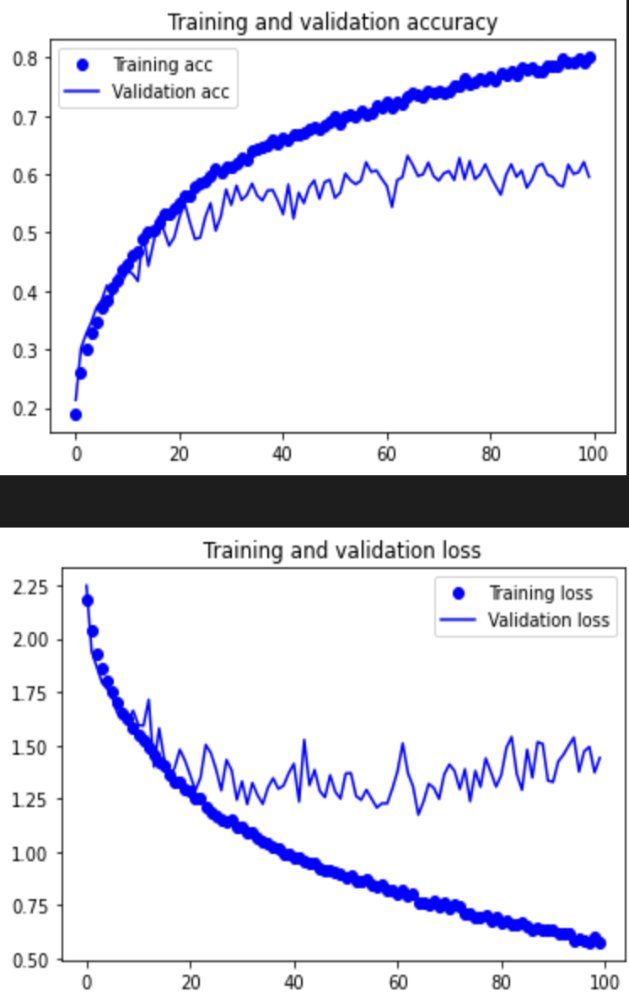 Training and validation accuracy
0.8
Training acc
Validation acc
0.7
0.6
0.5
0.4
0.3
0.2
0 20 40 60 80 100
Training and validation loss
2.25
Training loss
Validation loss
2.00
1.75
1.50
1.25
1.00
0.75
0.50
0 20 40 60 80 100